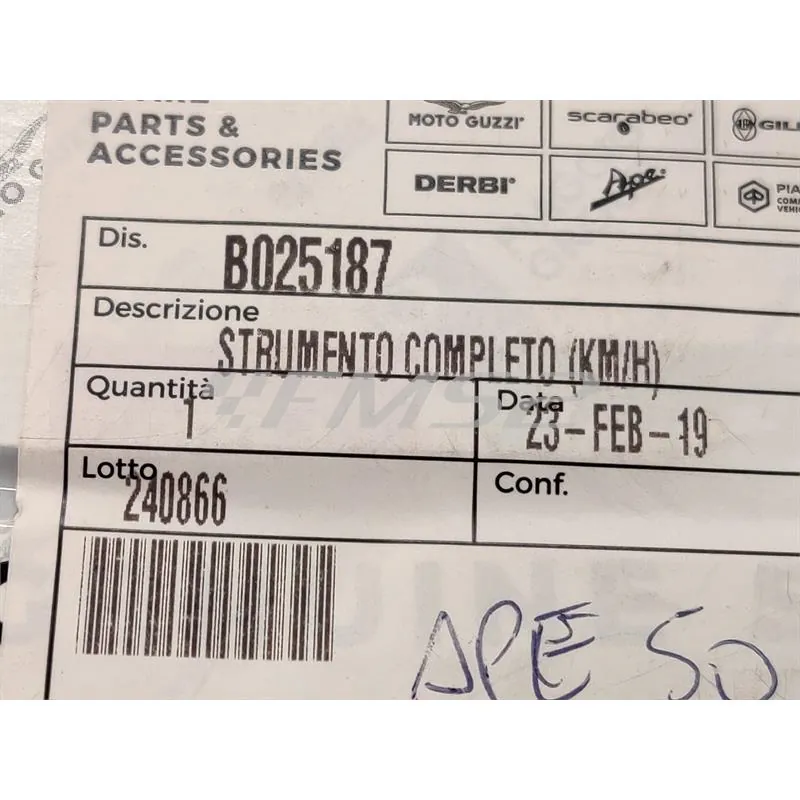 PARTS &
ACCESSORIES
MOTO GUZZI
scarabeo
DERBI
Ape
Dis.
B025187
Descrizione
STRUMENTO COMPLETO (KM/H)
Quantità
1
Data
23-FEB-19
Lotto
240866
Conf.
APE 50